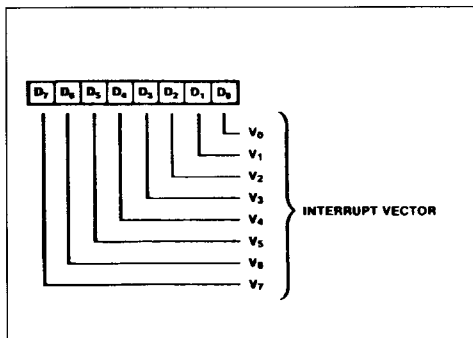 D7 D6 D5 D4 D3 D2 D1 D0
V0
V1
V2
V3
V4
V5
V6
V7
INTERRUPT VECTOR